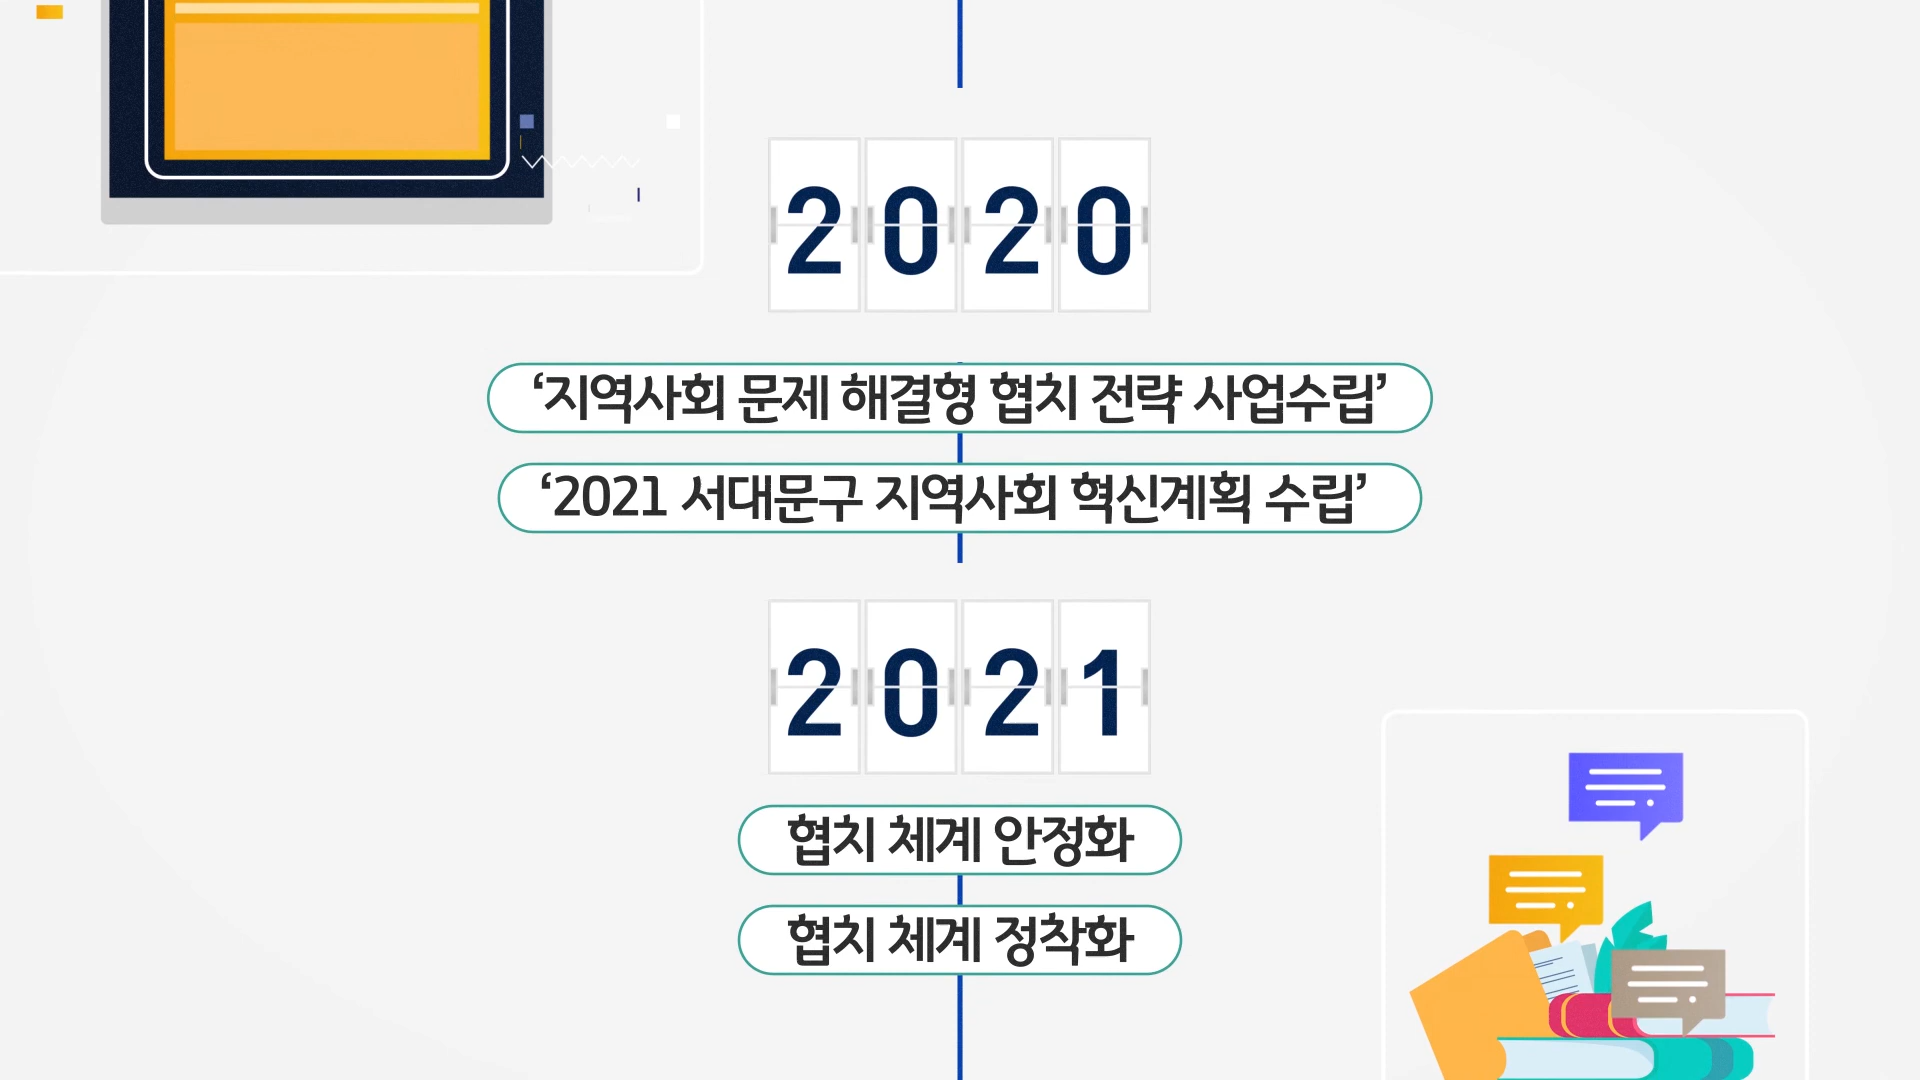 2020
‘지역사회 문제 해결형 협치 전략 사업수립’
‘2021 서대문구 지역사회 혁신계획 수립’
2021
협치 체계 안정화
협치 체계 정착화